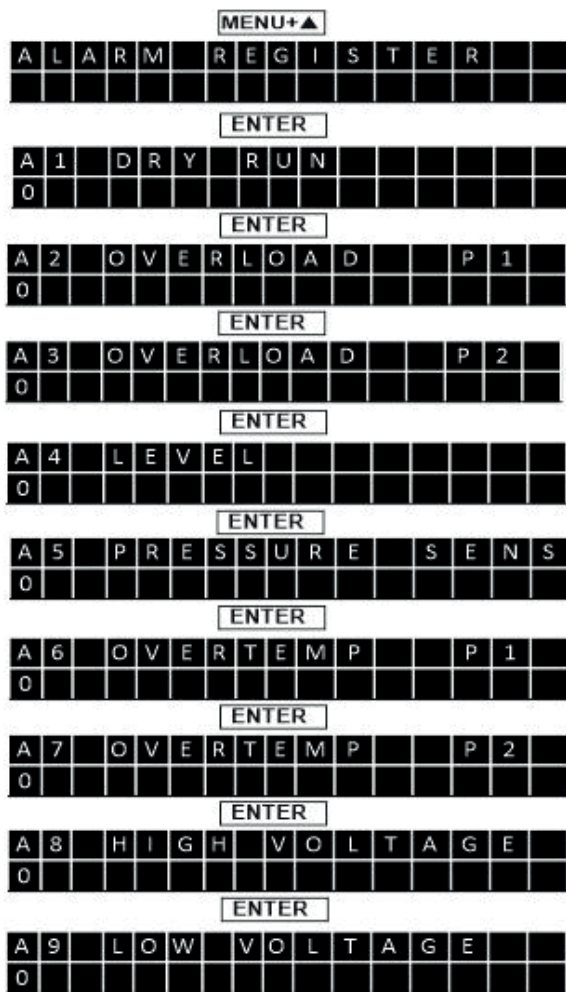 MENU+▲
ALARM REGISTER
ENTER
A1 DRY RUN
0
ENTER
A2 OVERLOAD P1
0
ENTER
A3 OVERLOAD P2
0
ENTER
A4 LEVEL
0
ENTER
A5 PRESSURE SENS
0
ENTER
A6 OVERTEMP P1
0
ENTER
A7 OVERTEMP P2
0
ENTER
A8 HIGH VOLTAGE
0
ENTER
A9 LOW VOLTAGE
0